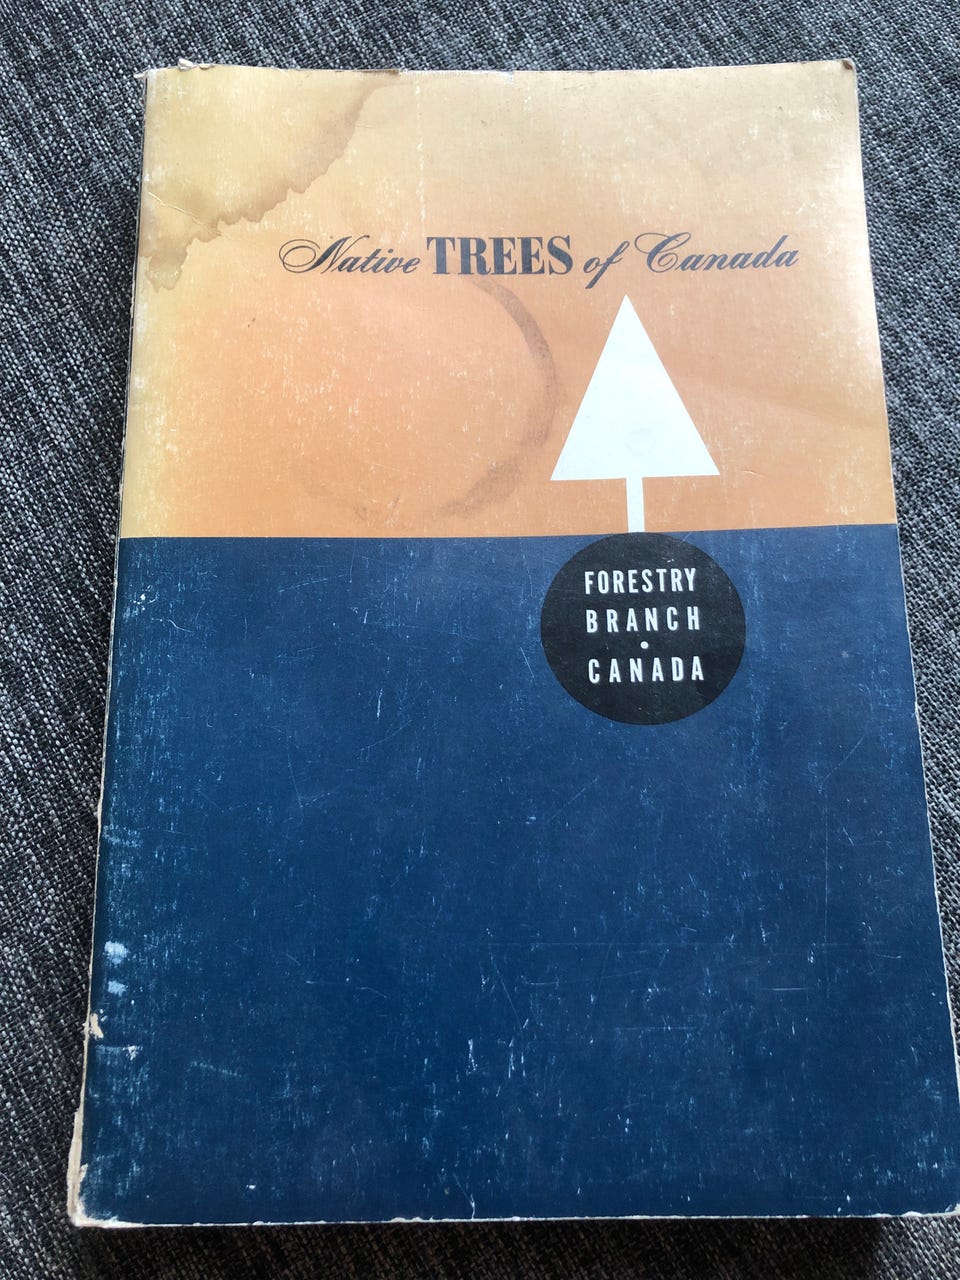 Native TREES of Canada
FORESTRY
BRANCH
•
CANADA